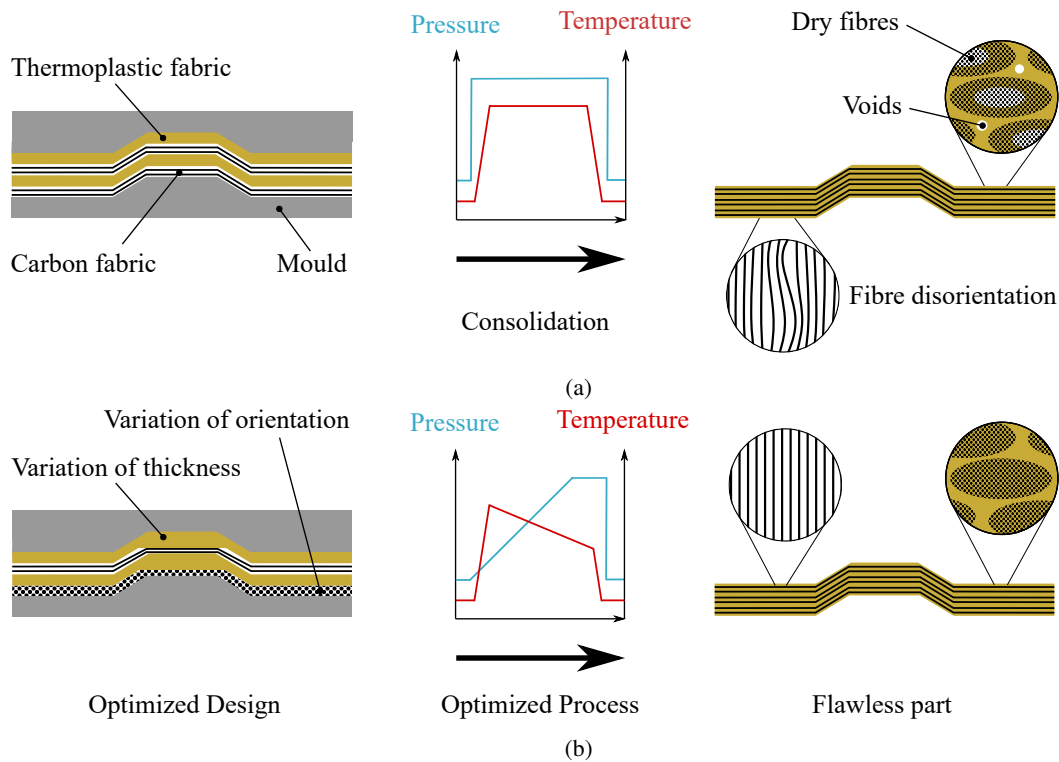 Pressure
Temperature
Dry fibres
Thermoplastic fabric
Voids
Carbon fabric
Mould
Fibre disorientation
Consolidation
(a)
Variation of orientation
Pressure
Temperature
Variation of thickness
Optimized Design
Optimized Process
Flawless part
(b)